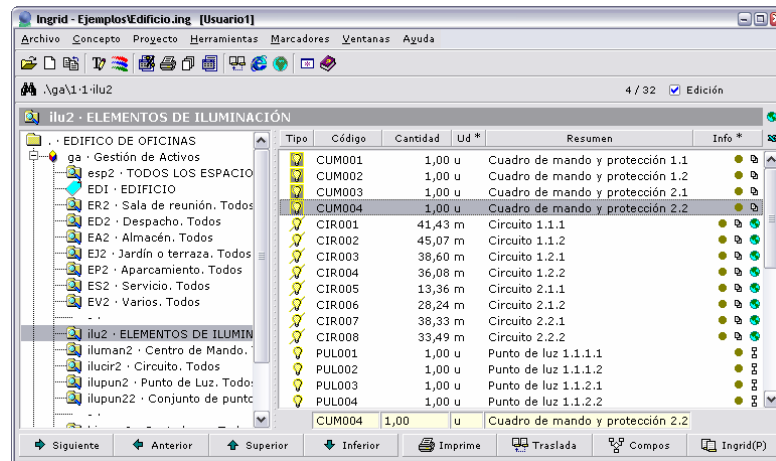 Ingrid - Ejemplos\Edificio.ing [Usuario1]
Archivo Concepto Proyecto Herramientas Marcadores Ventanas Ayuda
.\ga\1·1·ilu2 4 / 32 Edición
ilu2 · ELEMENTOS DE ILUMINACIÓN
. · EDIFICO DE OFICINAS
ga · Gestión de Activos
esp2 · TODOS LOS ESPACIO
EDI · EDIFICIO
ER2 · Sala de reunión. Todos
ED2 · Despacho. Todos
EA2 · Almacén. Todos
EJ2 · Jardín o terraza. Todos
EP2 · Aparcamiento. Todos
ES2 · Servicio. Todos
EV2 · Varios. Todos
- .
ilu2 · ELEMENTOS DE ILUMIN
iluman2 · Centro de Mando.
ilucir2 · Circuito. Todos
ilupun2 · Punto de Luz. Todo
ilupun22 · Conjunto de punto
- .
Tipo Código Cantidad Ud * Resumen Info *
CUM001 1,00 u Cuadro de mando y protección 1.1
CUM002 1,00 u Cuadro de mando y protección 1.2
CUM003 1,00 u Cuadro de mando y protección 2.1
CUM004 1,00 u Cuadro de mando y protección 2.2
CIR001 41,43 m Circuito 1.1.1
CIR002 45,07 m Circuito 1.1.2
CIR003 38,60 m Circuito 1.2.1
CIR004 36,08 m Circuito 1.2.2
CIR005 13,36 m Circuito 2.1.1
CIR006 28,24 m Circuito 2.1.2
CIR007 38,33 m Circuito 2.2.1
CIR008 33,49 m Circuito 2.2.2
PUL001 1,00 u Punto de luz 1.1.1.1
PUL002 1,00 u Punto de luz 1.1.1.2
PUL003 1,00 u Punto de luz 1.1.2.1
PUL004 1,00 u Punto de luz 1.1.2.2
CUM004 1,00 u Cuadro de mando y protección 2.2
Siguiente Anterior Superior Inferior Imprime Traslada Compos Ingrid(P)